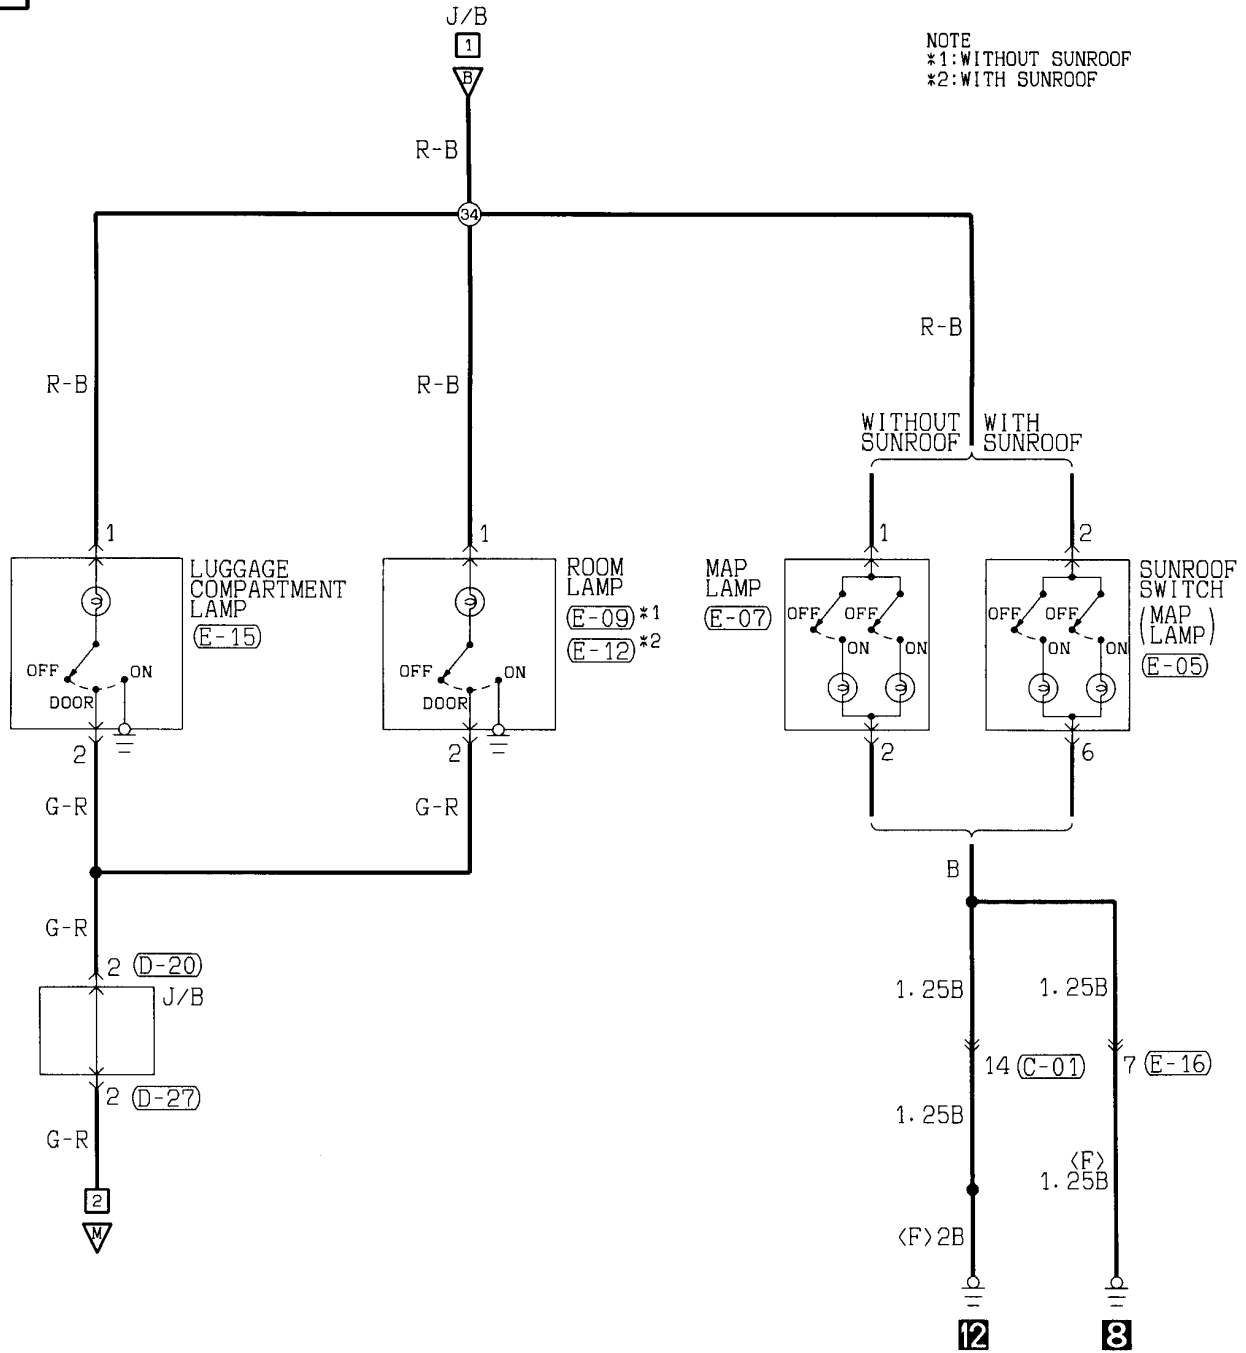 J/B
1
B
NOTE
*1:WITHOUT SUNROOF
*2:WITH SUNROOF
R-B
34
R-B
R-B
R-B
WITHOUT SUNROOF
WITH SUNROOF
1
LUGGAGE
COMPARTMENT
LAMP
(E-15)
OFF
ON
DOOR
2
1
ROOM
LAMP
(E-09)*1
(E-12)*2
OFF
ON
DOOR
2
1
MAP
LAMP
(E-07)
OFF
OFF
ON
ON
2
2
SUNROOF
SWITCH
(MAP
LAMP)
(E-05)
OFF
OFF
ON
ON
6
G-R
G-R
B
G-R
2 (D-20)
J/B
2 (D-27)
G-R
2
M
1.25B
1.25B
14 (C-01)
7 (E-16)
1.25B
<F>
1.25B
<F>2B
12
8